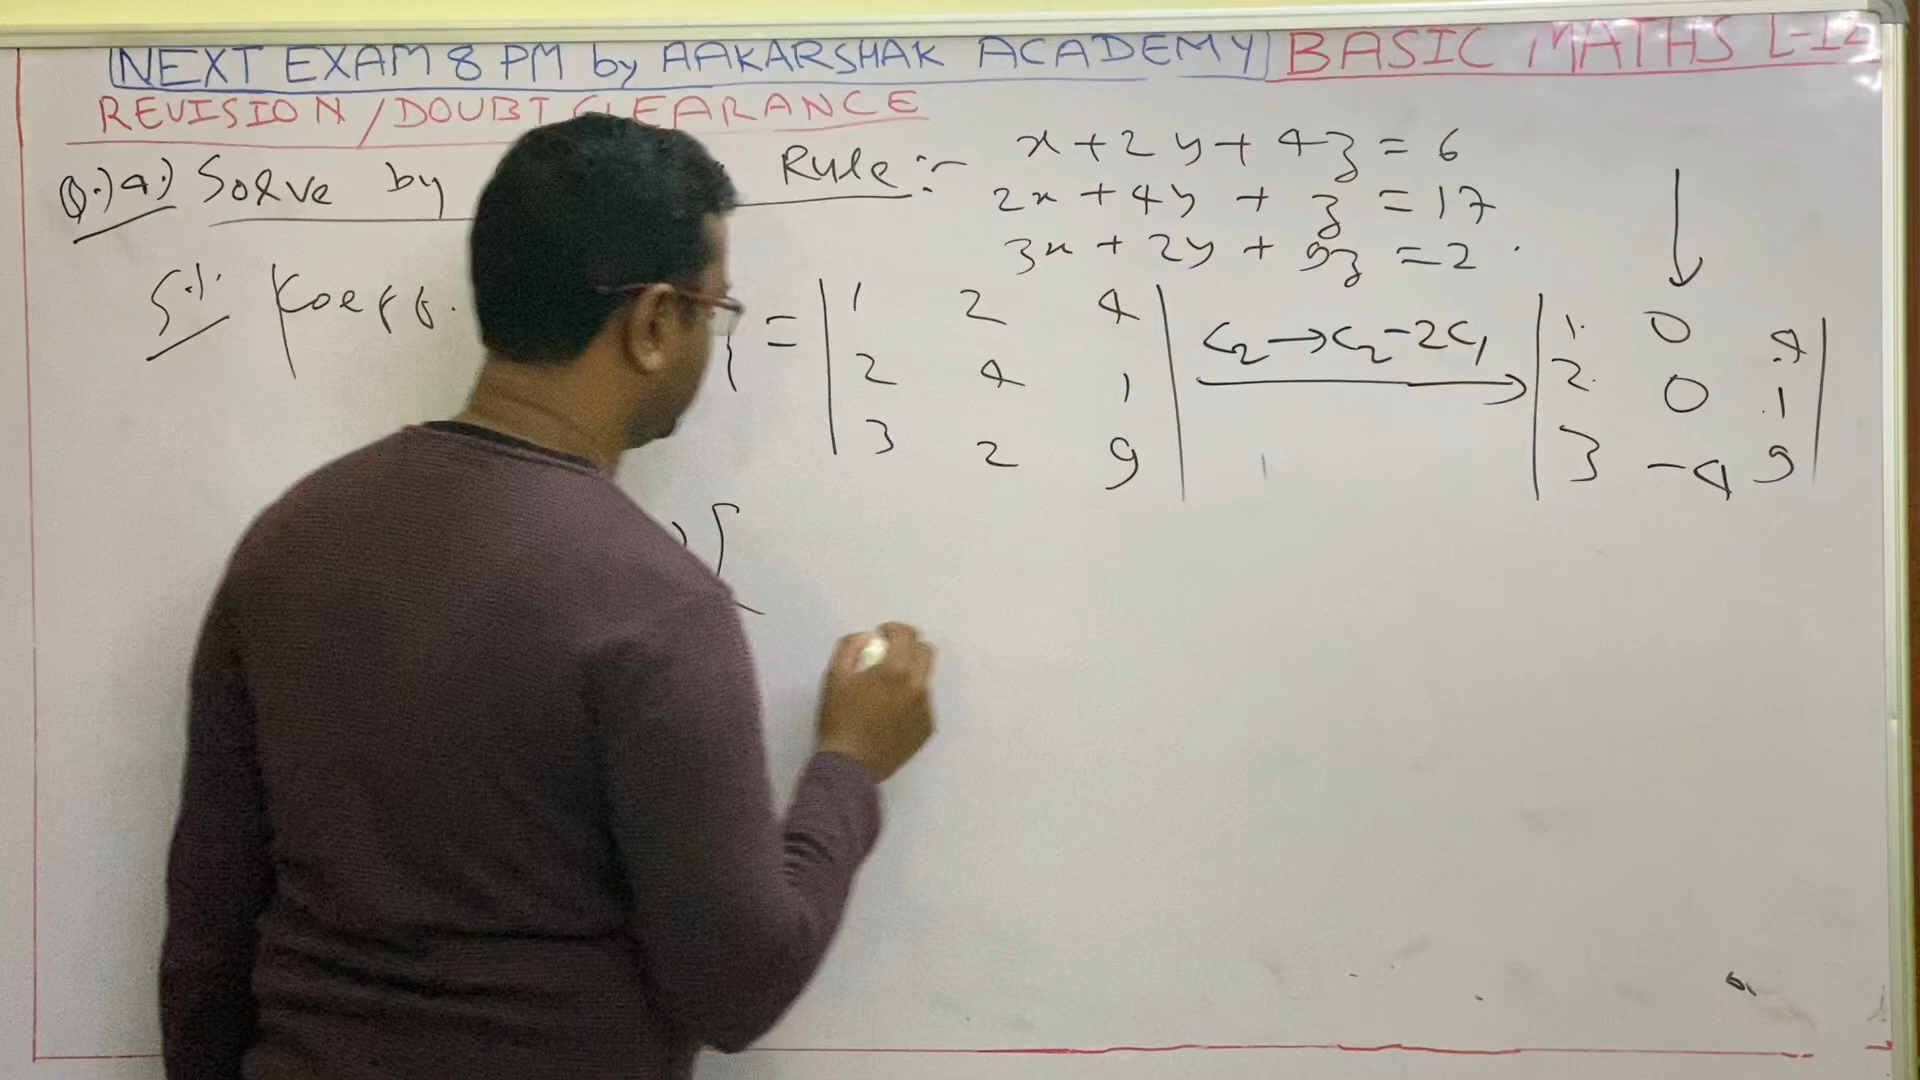 NEXT EXAM 8 PM by AAKARSHAK ACADEMY BASIC MATHS L-12
REVISION/DOUBT CLEARANCE
Q.) 4.) Solve by Rule :- x + 2y + 4z = 6
2x + 4y + z = 17
3x + 2y + 9z = 2 .
Sol. Coeff.
= | 1 2 4 | C₂→C₂-2C₁ | 1 0 4 |
2 4 1 2 0 1
3 2 9 3 -4 9
[